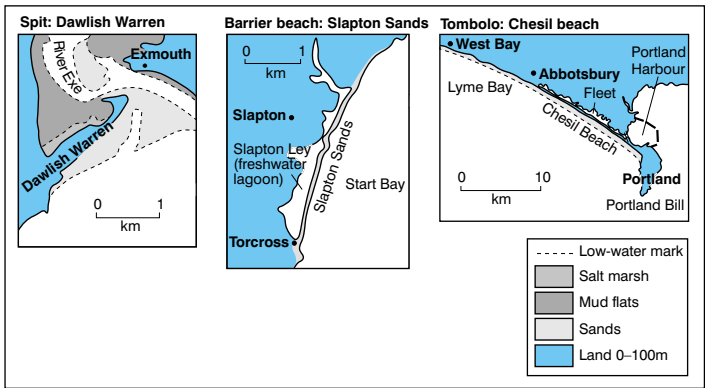 Spit: Dawlish Warren
River Exe
Exmouth
Dawlish Warren
0 1
km
Barrier beach: Slapton Sands
0 1
km
Slapton
Slapton Ley
(freshwater
lagoon)
Slapton Sands
Start Bay
Torcross
Tombolo: Chesil beach
West Bay
Portland
Harbour
Abbotsbury
Lyme Bay
Fleet
Chesil Beach
0 10
km
Portland
Portland Bill
Low-water mark
Salt marsh
Mud flats
Sands
Land 0–100m